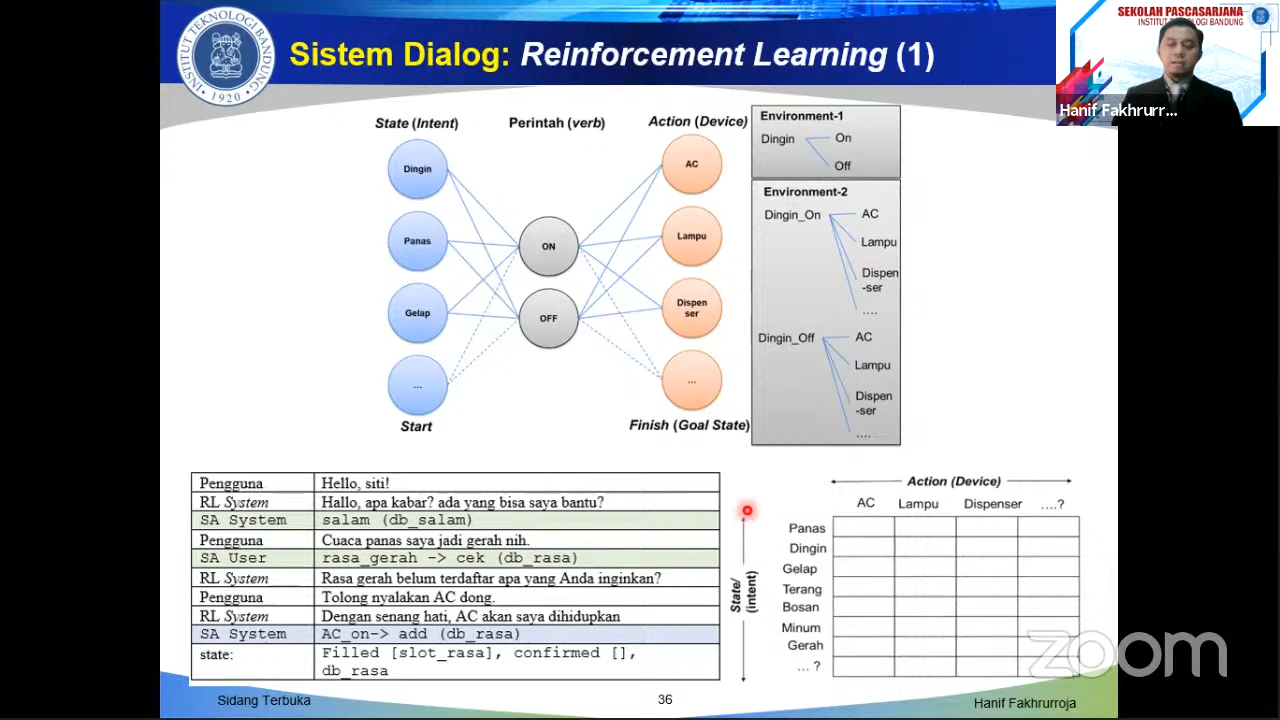 Sistem Dialog: Reinforcement Learning (1)
INSTITUT TEKNOLOGI BANDUNG
1920
SEKOLAH PASCASARJANA
INSTITUT TEKNOLOGI BANDUNG
Hanif Fakhrurr...
State (Intent)
Perintah (verb)
Action (Device)
Dingin
Panas
Gelap
...
Start
ON
OFF
AC
Lampu
Dispen
ser
...
Finish (Goal State)
Environment-1
Dingin
On
Off
Environment-2
Dingin_On
AC
Lampu
Dispen
-ser
....
Dingin_Off
AC
Lampu
Dispen
-ser
....
Pengguna Hello, siti!
RL System Hallo, apa kabar? ada yang bisa saya bantu?
SA System salam (db_salam)
Pengguna Cuaca panas saya jadi gerah nih.
SA User rasa_gerah -> cek (db_rasa)
RL System Rasa gerah belum terdaftar apa yang Anda inginkan?
Pengguna Tolong nyalakan AC dong.
RL System Dengan senang hati, AC akan saya dihidupkan
SA System AC_on-> add (db_rasa)
state: Filled [slot_rasa], confirmed [],
db_rasa
Action (Device)
AC Lampu Dispenser ....?
State/
(intent)
Panas
Dingin
Gelap
Terang
Bosan
Minum
Gerah
... ?
zoom
Sidang Terbuka
36
Hanif Fakhrurroja